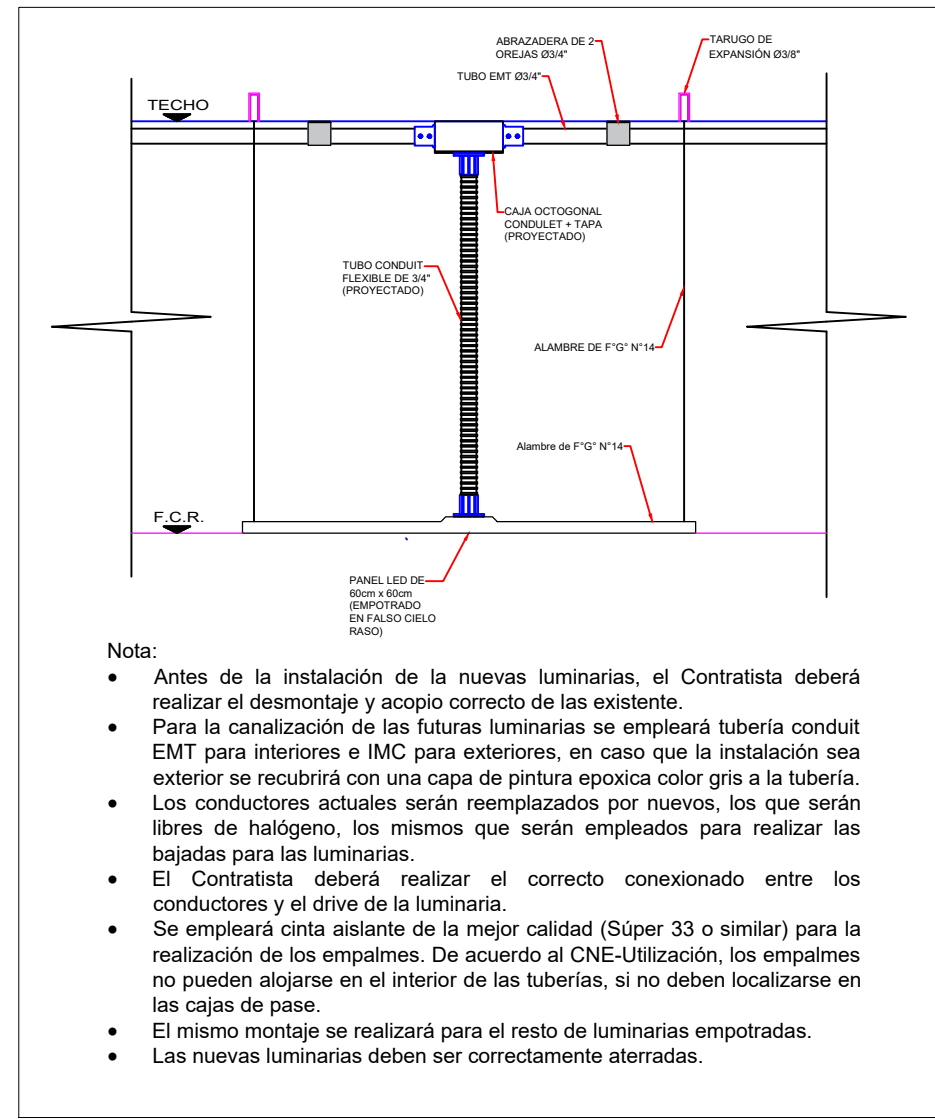 ABRAZADERA DE 2
OREJAS Ø3/4"
TARUGO DE
EXPANSIÓN Ø3/8"
TUBO EMT Ø3/4"
TECHO
CAJA OCTOGONAL
CONDULET + TAPA
(PROYECTADO)
TUBO CONDUIT
FLEXIBLE DE 3/4"
(PROYECTADO)
ALAMBRE DE F°G° N°14
Alambre de F°G° N°14
F.C.R.
PANEL LED DE
60cm x 60cm
(EMPOTRADO
EN FALSO CIELO
RASO)
Nota:
• Antes de la instalación de la nuevas luminarias, el Contratista deberá
realizar el desmontaje y acopio correcto de las existente.
• Para la canalización de las futuras luminarias se empleará tubería conduit
EMT para interiores e IMC para exteriores, en caso que la instalación sea
exterior se recubrirá con una capa de pintura epoxica color gris a la tubería.
• Los conductores actuales serán reemplazados por nuevos, los que serán
libres de halógeno, los mismos que serán empleados para realizar las
bajadas para las luminarias.
• El Contratista deberá realizar el correcto conexionado entre los
conductores y el drive de la luminaria.
• Se empleará cinta aislante de la mejor calidad (Súper 33 o similar) para la
realización de los empalmes. De acuerdo al CNE-Utilización, los empalmes
no pueden alojarse en el interior de las tuberías, si no deben localizarse en
las cajas de pase.
• El mismo montaje se realizará para el resto de luminarias empotradas.
• Las nuevas luminarias deben ser correctamente aterradas.